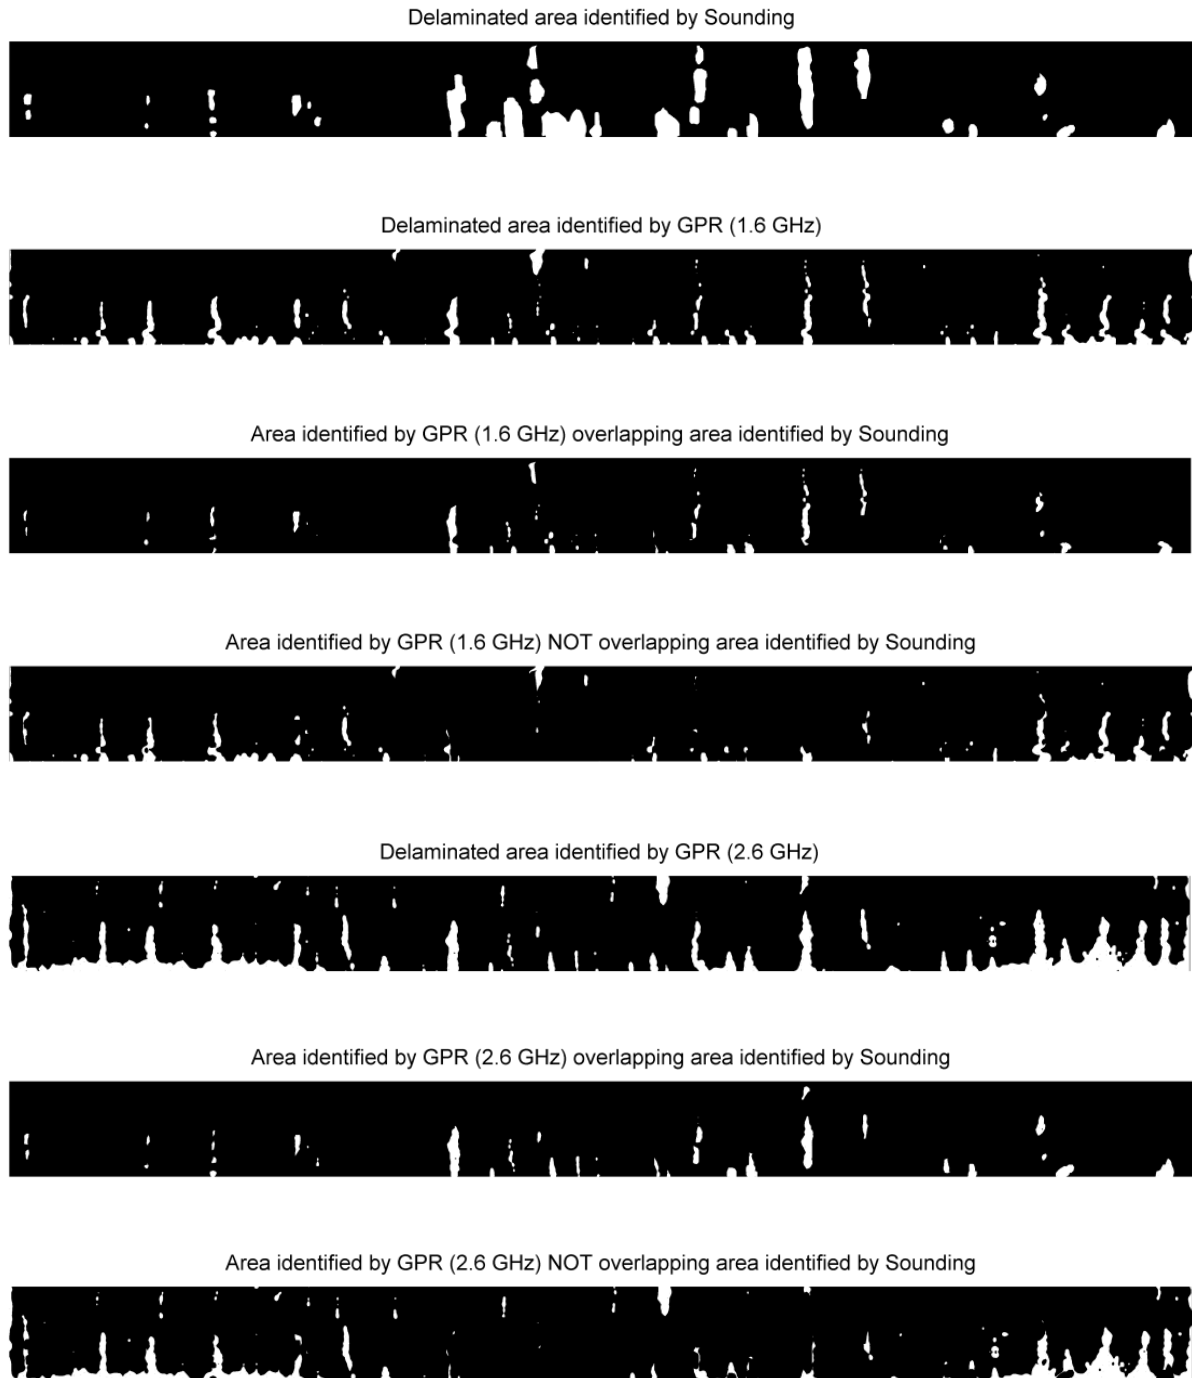 Delaminated area identified by Sounding
Delaminated area identified by GPR (1.6 GHz)
Area identified by GPR (1.6 GHz) overlapping area identified by Sounding
Area identified by GPR (1.6 GHz) NOT overlapping area identified by Sounding
Delaminated area identified by GPR (2.6 GHz)
Area identified by GPR (2.6 GHz) overlapping area identified by Sounding
Area identified by GPR (2.6 GHz) NOT overlapping area identified by Sounding